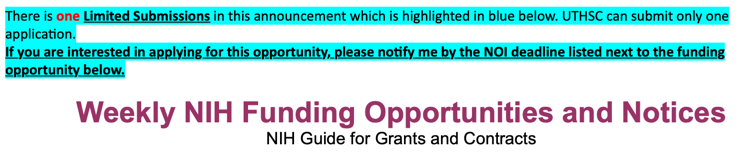 There is one Limited Submissions in this announcement which is highlighted in blue below. UTHSC can submit only one
application.
If you are interested in applying for this opportunity, please notify me by the NOI deadline listed next to the funding
opportunity below.
Weekly NIH Funding Opportunities and Notices
NIH Guide for Grants and Contracts